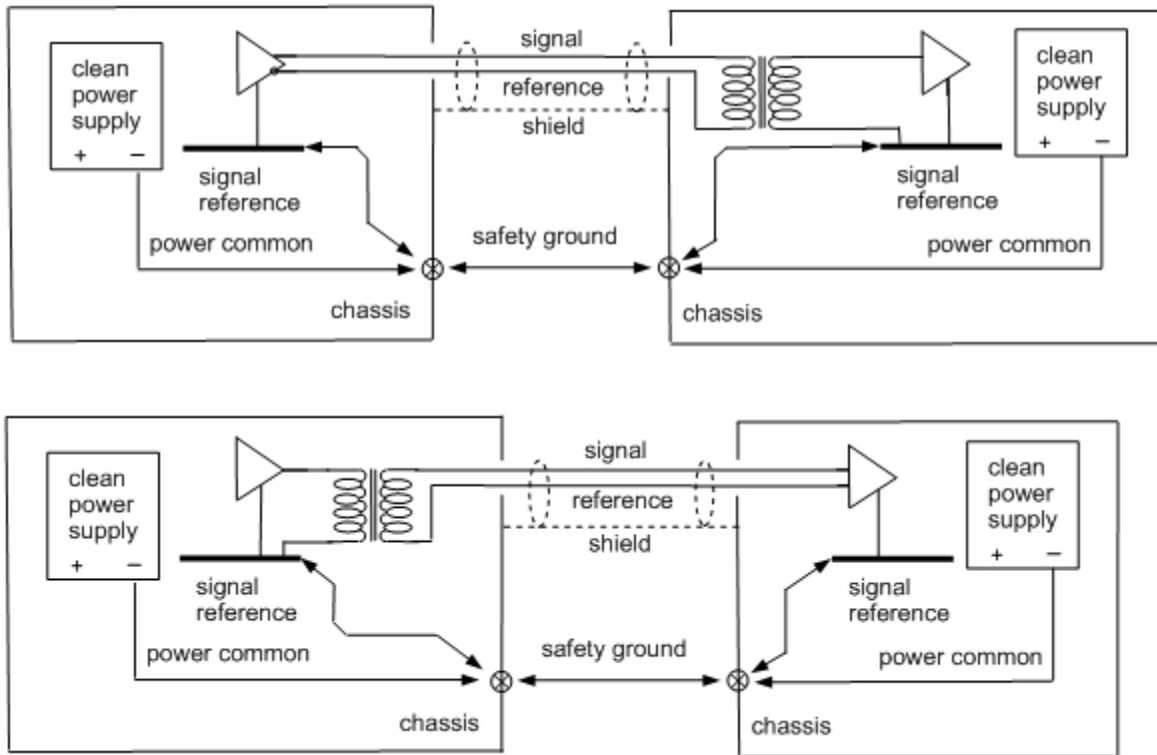 clean
power
supply
+ –
signal
reference
power common
chassis
signal
reference
shield
safety ground
signal
reference
power common
chassis
clean
power
supply
+ –
clean
power
supply
+ –
signal
reference
power common
chassis
signal
reference
shield
safety ground
signal
reference
power common
chassis
clean
power
supply
+ –